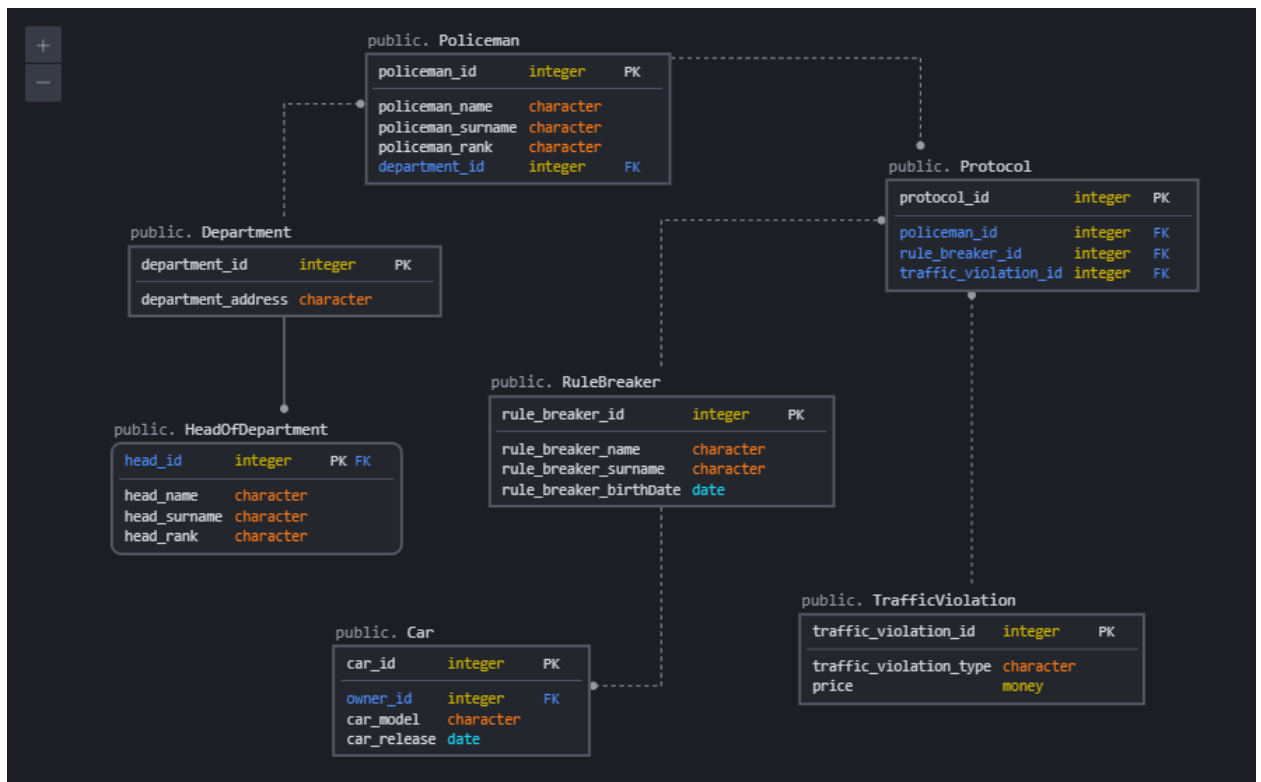 +
−
public. Policeman
policeman_id integer PK
policeman_name character
policeman_surname character
policeman_rank character
department_id integer FK
public. Protocol
protocol_id integer PK
policeman_id integer FK
rule_breaker_id integer FK
traffic_violation_id integer FK
public. Department
department_id integer PK
department_address character
public. RuleBreaker
rule_breaker_id integer PK
rule_breaker_name character
rule_breaker_surname character
rule_breaker_birthDate date
public. HeadOfDepartment
head_id integer PK FK
head_name character
head_surname character
head_rank character
public. TrafficViolation
traffic_violation_id integer PK
traffic_violation_type character
price money
public. Car
car_id integer PK
owner_id integer FK
car_model character
car_release date